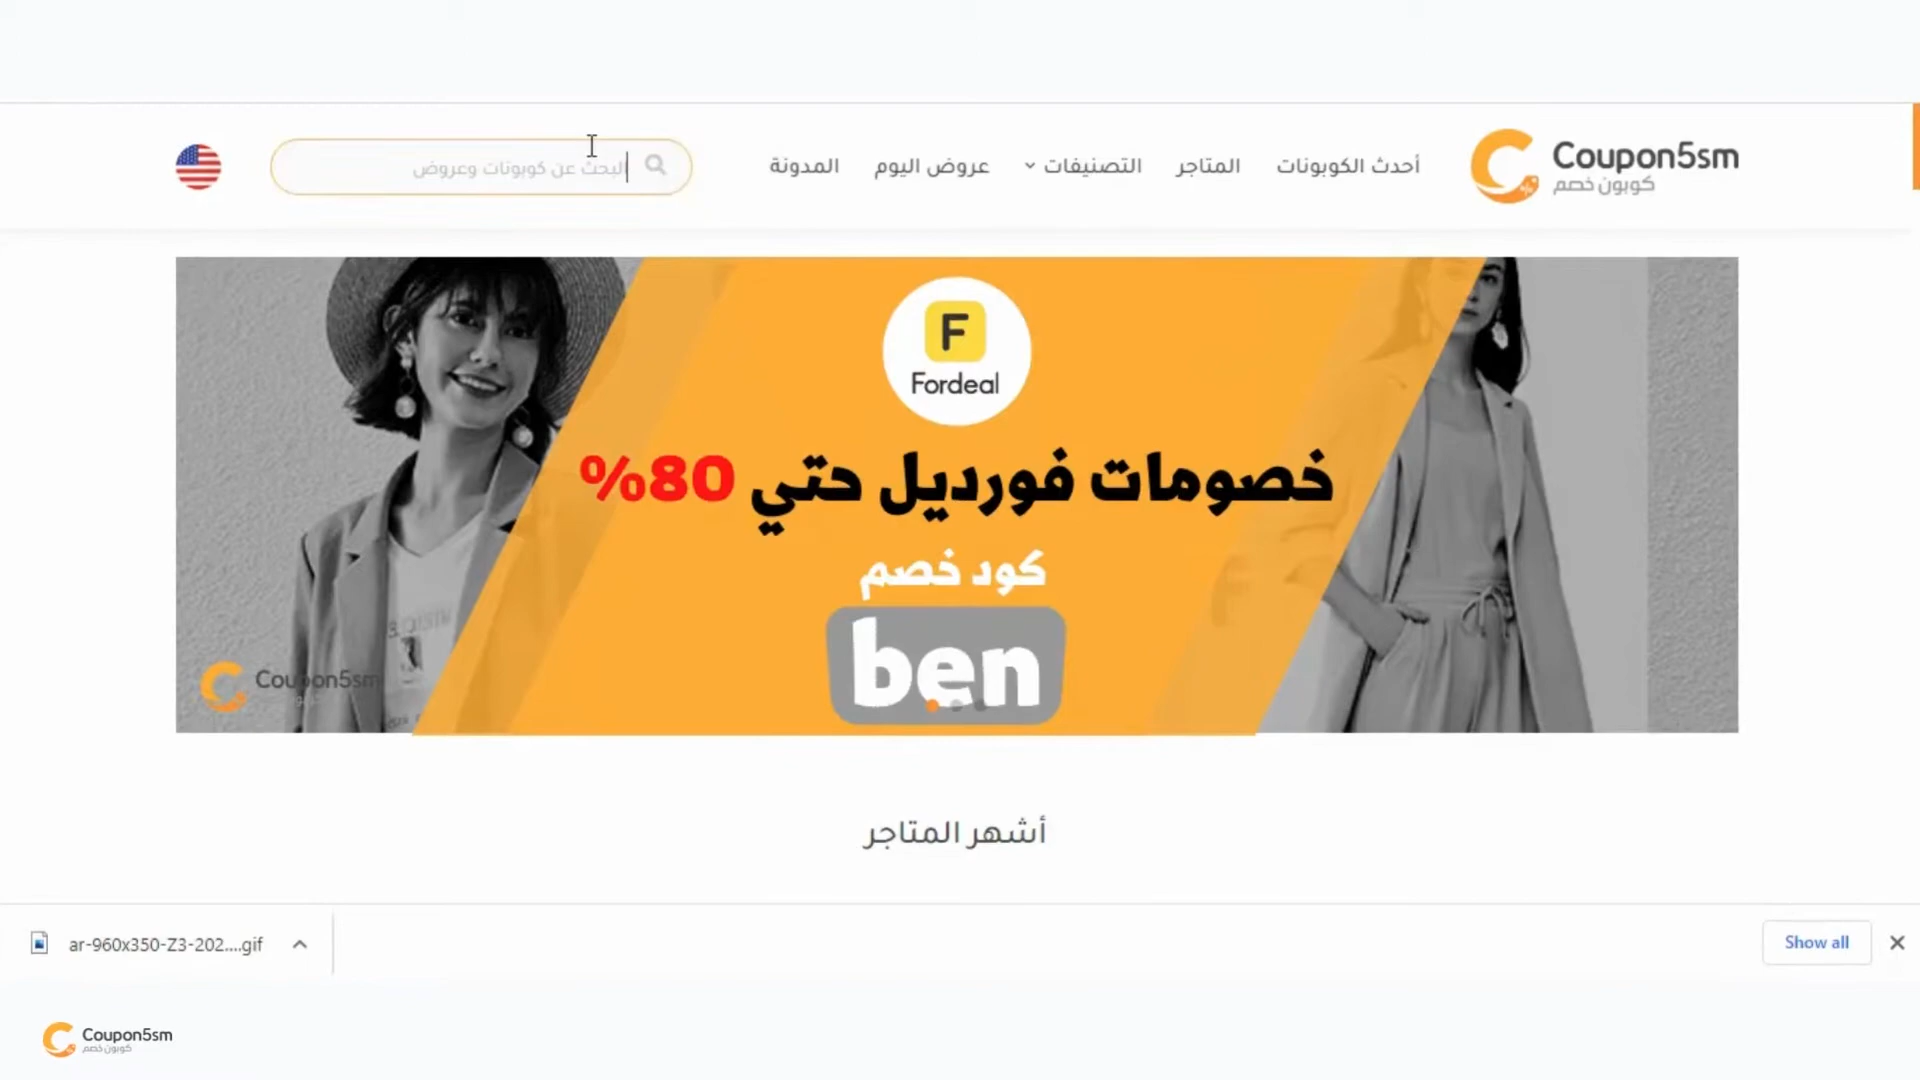 Coupon5sm
كوبون خصم
أحدث الكوبونات
المتاجر
التصنيفات
عروض اليوم
المدونة
البحث عن كوبونات وعروض
F
Fordeal
خصومات فورديل حتي 80%
كود خصم
ben
Coupon5sm
أشهر المتاجر
ar-960x350-Z3-202....gif
Show all
Coupon5sm
كوبون خصم